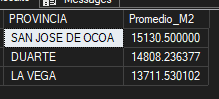 Messages
PROVINCIA Promedio_M2
SAN JOSE DE OCOA 15130.500000
DUARTE 14808.236377
LA VEGA 13711.530102